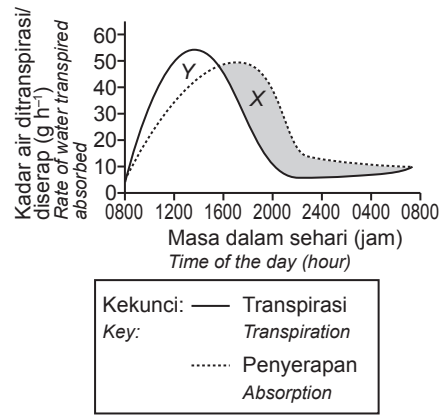 Kadar air ditranspirasi/
diserap (g h⁻¹)
Rate of water transpired
absorbed
60
50
40
30
20
10
0
Y
X
0800 1200 1600 2000 2400 0400 0800
Masa dalam sehari (jam)
Time of the day (hour)
Kekunci: Transpirasi
Key: Transpiration
Penyerapan
Absorption